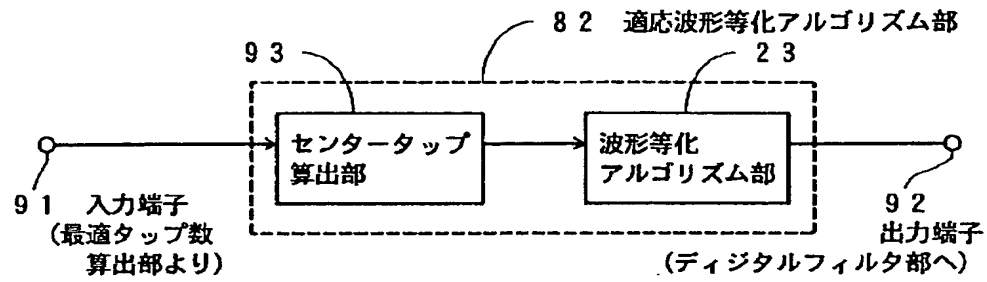 82 適応波形等化アルゴリズム部
93
23
センタータップ
算出部
波形等化
アルゴリズム部
91 入力端子
(最適タップ数
算出部より)
92
出力端子
(ディジタルフィルタ部へ)